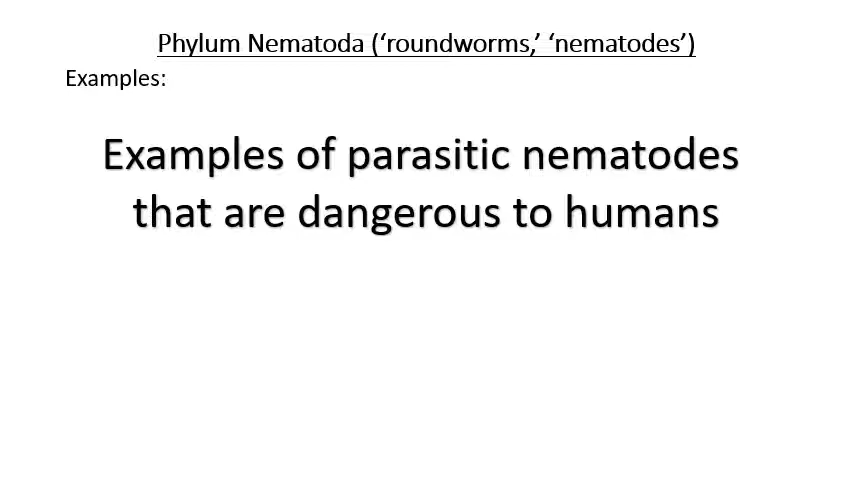 Phylum Nematoda (‘roundworms,’ ‘nematodes’)
Examples:
Examples of parasitic nematodes
that are dangerous to humans